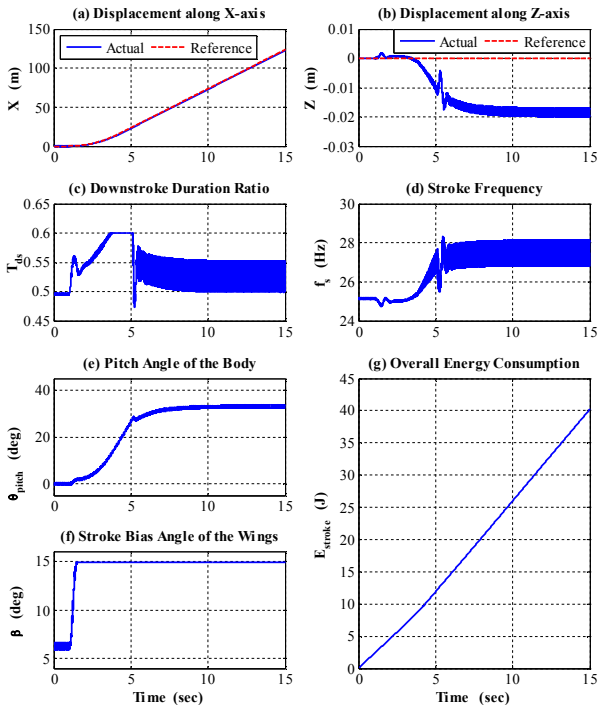 (a) Displacement along X-axis
150
100
50
0
X (m)
Actual
Reference
0 5 10 15
(b) Displacement along Z-axis
0.01
0
-0.01
-0.02
-0.03
Z (m)
Actual
Reference
0 5 10 15
(c) Downstroke Duration Ratio
0.65
0.6
0.55
0.5
0.45
T_ds
0 5 10 15
(d) Stroke Frequency
30
28
26
24
f_s (Hz)
0 5 10 15
(e) Pitch Angle of the Body
40
20
0
θ_pitch (deg)
0 5 10 15
(f) Stroke Bias Angle of the Wings
15
10
5
β (deg)
0 5 10 15
Time (sec)
(g) Overall Energy Consumption
45
40
35
30
25
20
15
10
5
0
E_stroke (J)
0 5 10 15
Time (sec)